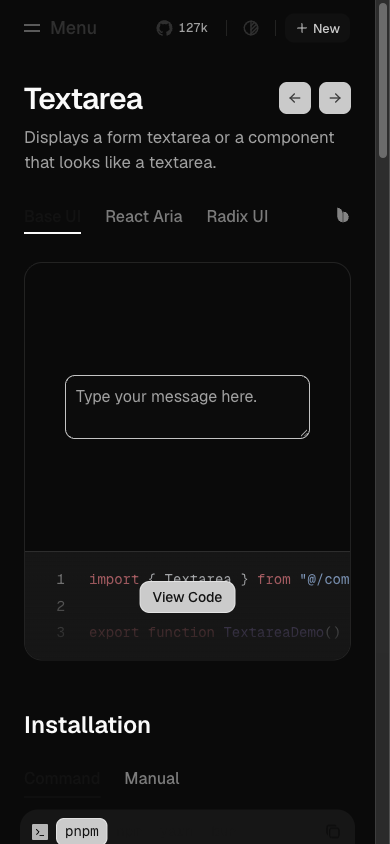 Menu
127k
New
Textarea
Displays a form textarea or a component
that looks like a textarea.
Base UI
React Aria
Radix UI
Type your message here.
1 import { Textarea } from "@/com
2
View Code
3 export function TextareaDemo()
Installation
Command
Manual
pnpm